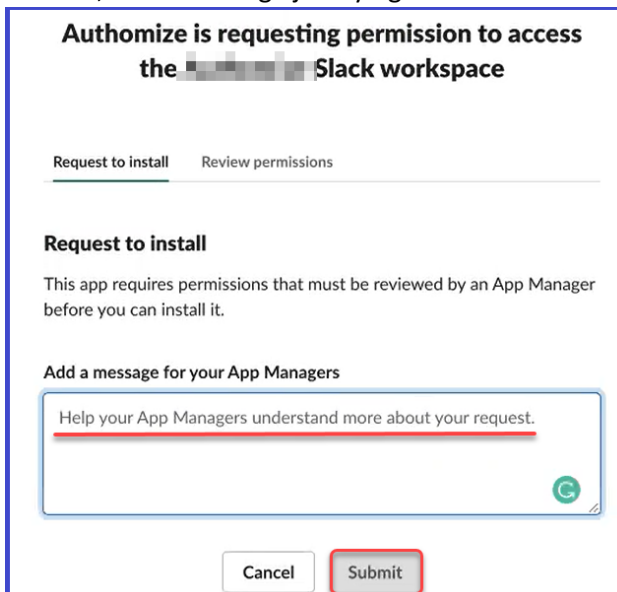 Authomize is requesting permission to access
the Slack workspace
Request to install Review permissions
Request to install
This app requires permissions that must be reviewed by an App Manager
before you can install it.
Add a message for your App Managers
Help your App Managers understand more about your request.
Cancel Submit